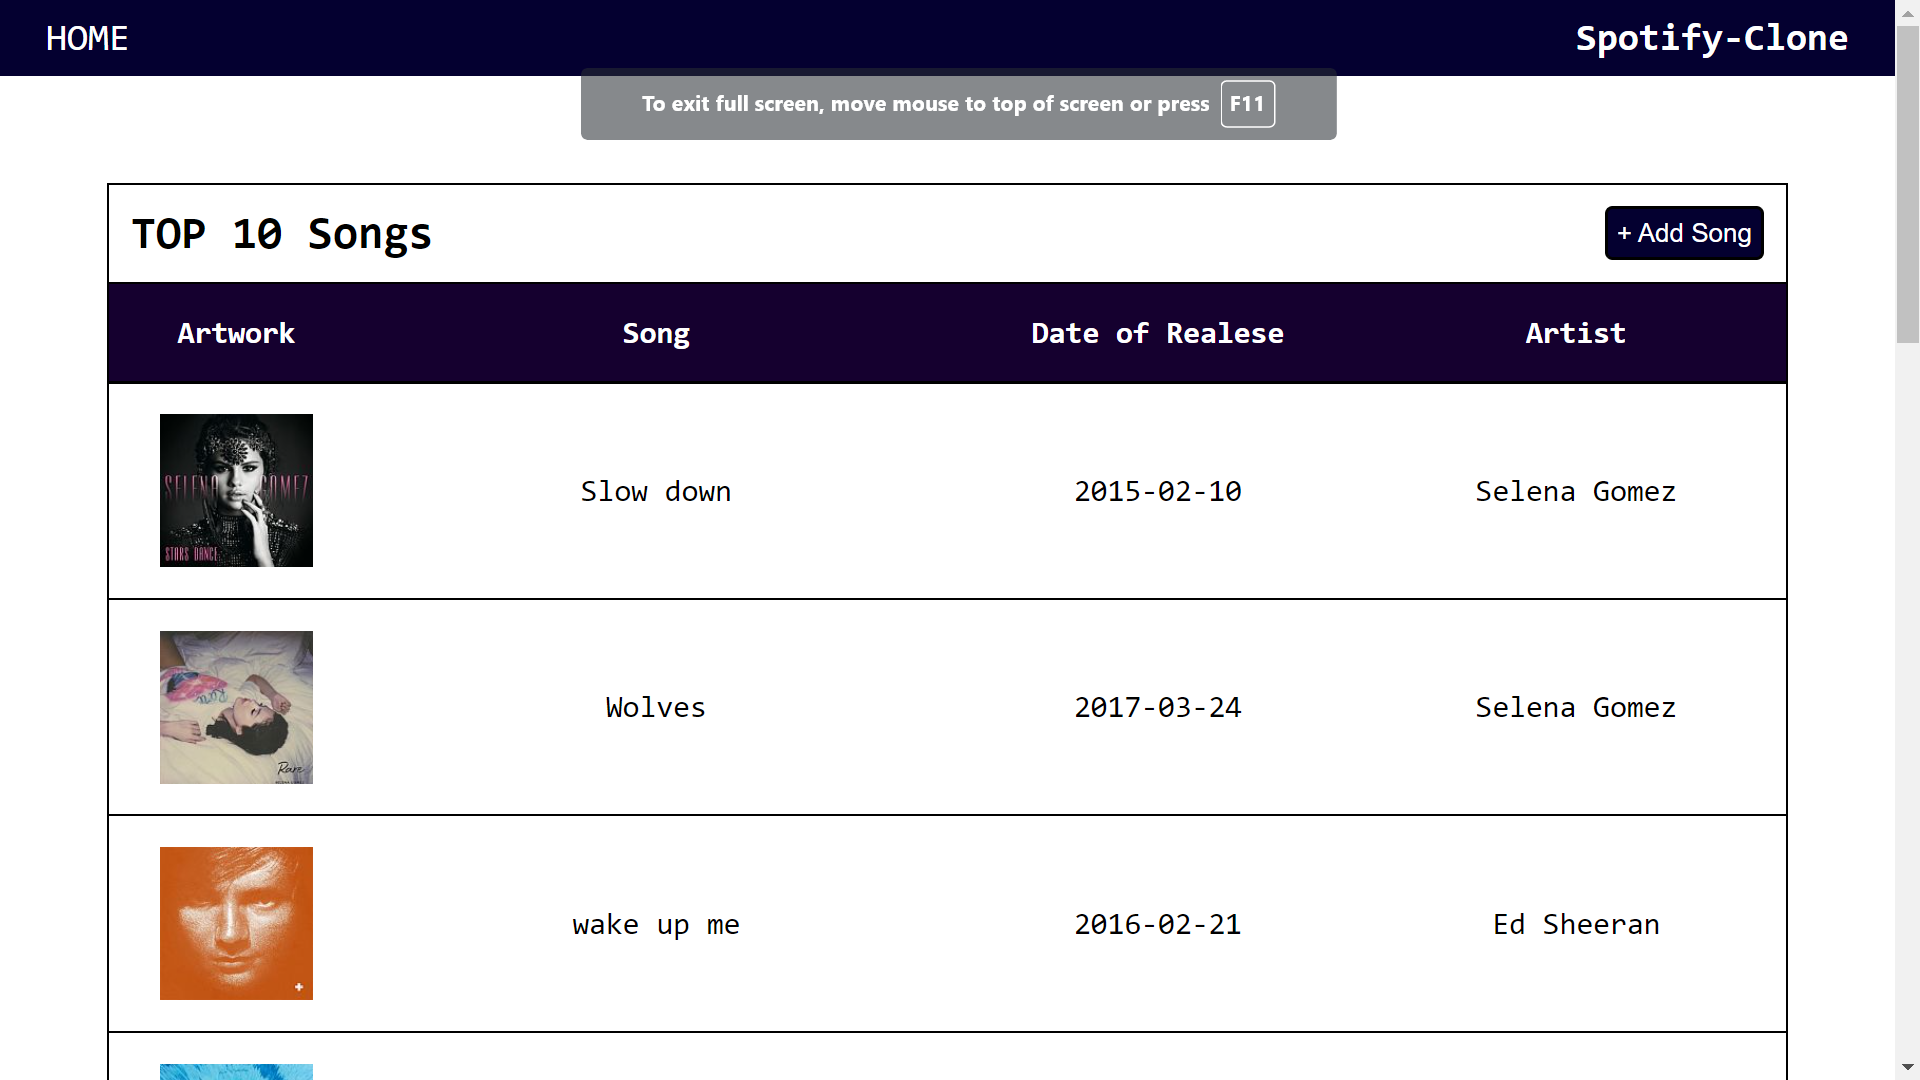 HOME
Spotify-Clone
To exit full screen, move mouse to top of screen or press F11
TOP 10 Songs
+ Add Song
Artwork Song Date of Realese Artist
SELENA GOMEZ
STARS DANCE
Slow down 2015-02-10 Selena Gomez
Rare
Wolves 2017-03-24 Selena Gomez
+
wake up me 2016-02-21 Ed Sheeran